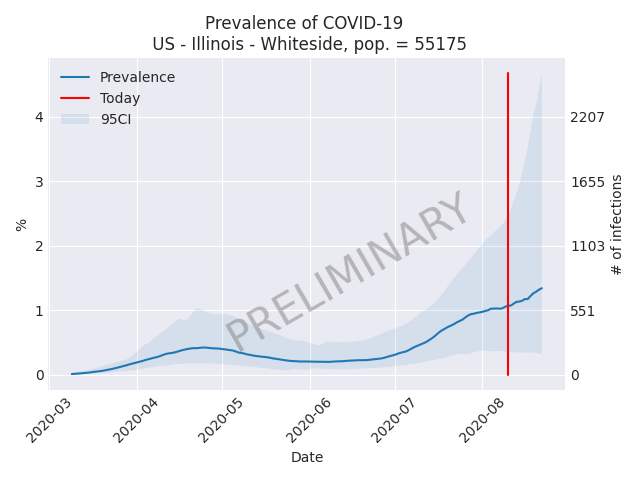 Prevalence of COVID-19
US - Illinois - Whiteside, pop. = 55175
Prevalence
Today
95CI
PRELIMINARY
%
4
3
2
1
0
2207
1655
1103
551
0
# of infections
2020-03
2020-04
2020-05
2020-06
2020-07
2020-08
Date